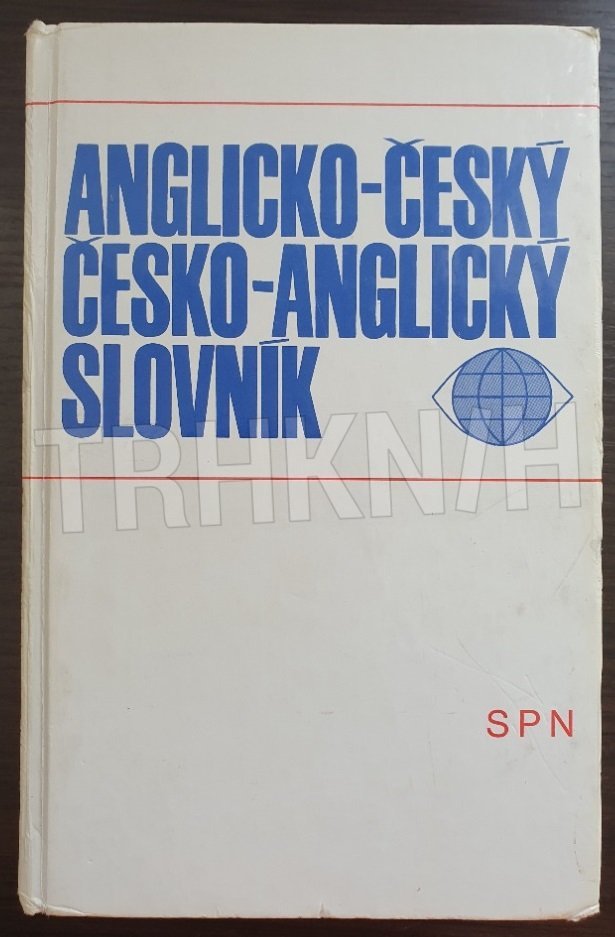 ANGLICKO-ČESKÝ
ČESKO-ANGLICKÝ
SLOVNÍK
TRHKNIH
SPN